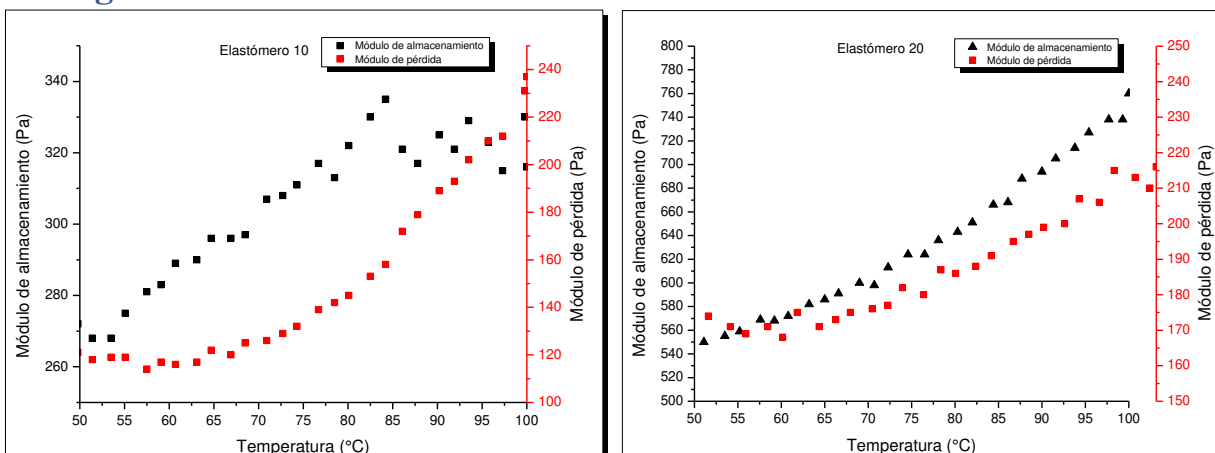 Elastómero 10
Módulo de almacenamiento
Módulo de pérdida
Módulo de almacenamiento (Pa)
340
320
300
280
260
240
220
200
180
160
140
120
100
Módulo de pérdida (Pa)
50 55 60 65 70 75 80 85 90 95 100
Temperatura (°C)
Elastómero 20
Módulo de almacenamiento
Módulo de pérdida
Módulo de almacenamiento (Pa)
800
780
760
740
720
700
680
660
640
620
600
580
560
540
520
500
250
240
230
220
210
200
190
180
170
160
150
Módulo de pérdida (Pa)
50 55 60 65 70 75 80 85 90 95 100
Temperatura (°C)